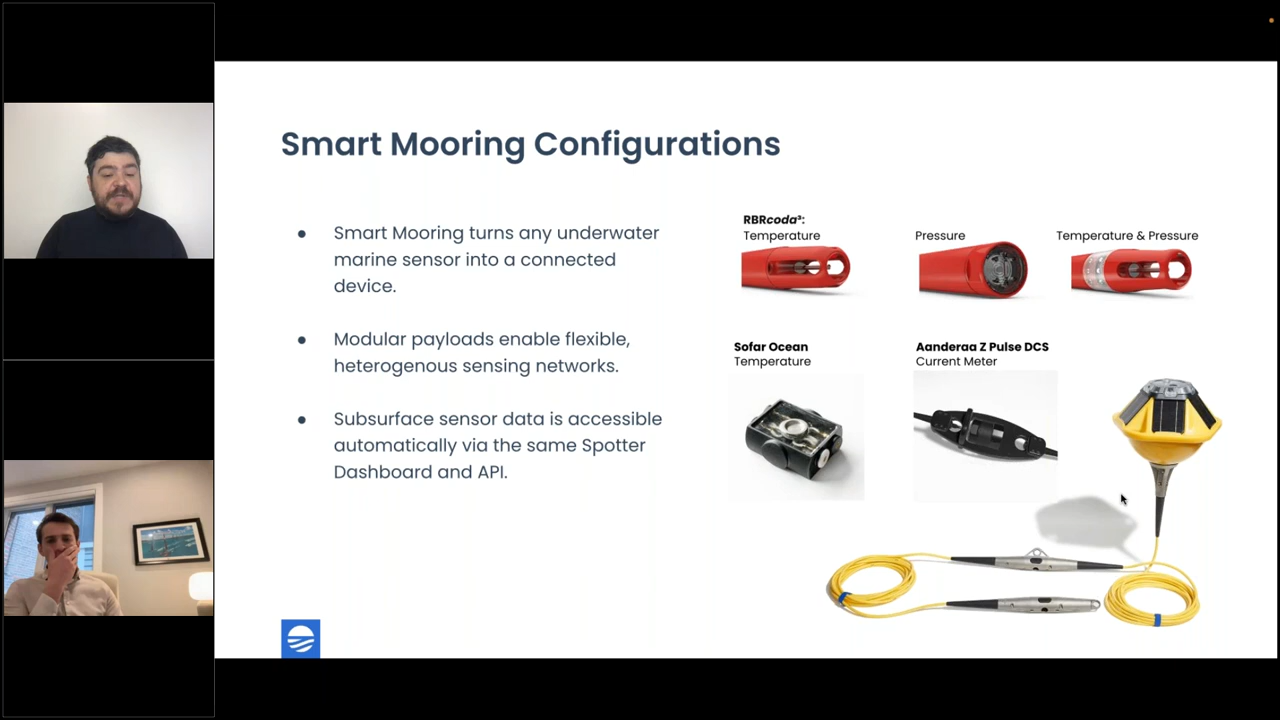 Smart Mooring Configurations
● Smart Mooring turns any underwater
marine sensor into a connected
device.
● Modular payloads enable flexible,
heterogenous sensing networks.
● Subsurface sensor data is accessible
automatically via the same Spotter
Dashboard and API.
RBRcoda³:
Temperature
Pressure
Temperature & Pressure
Sofar Ocean
Temperature
Aanderaa Z Pulse DCS
Current Meter